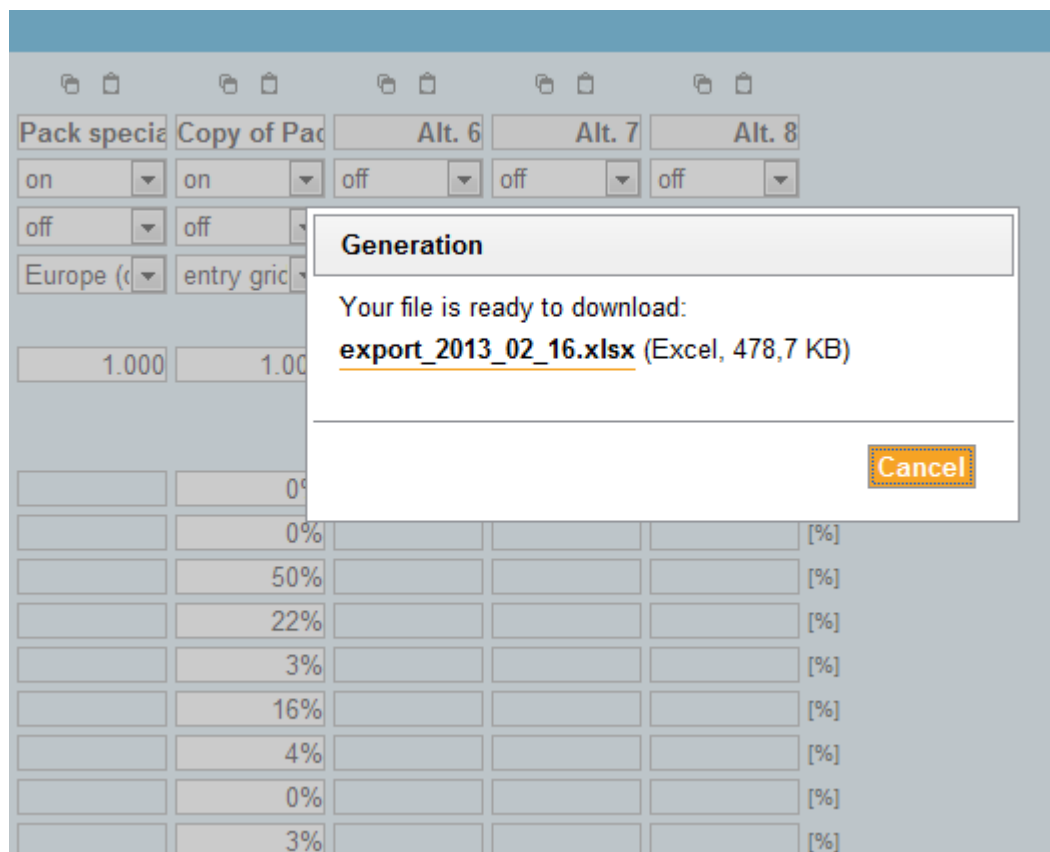 Pack specia Copy of Pac Alt. 6 Alt. 7 Alt. 8
on on off off off
off off
Generation
Europe (c entry grid
Your file is ready to download:
export_2013_02_16.xlsx (Excel, 478,7 KB)
1.000 1.00
Cancel
0%
0% [%]
50% [%]
22% [%]
3% [%]
16% [%]
4% [%]
0% [%]
3% [%]